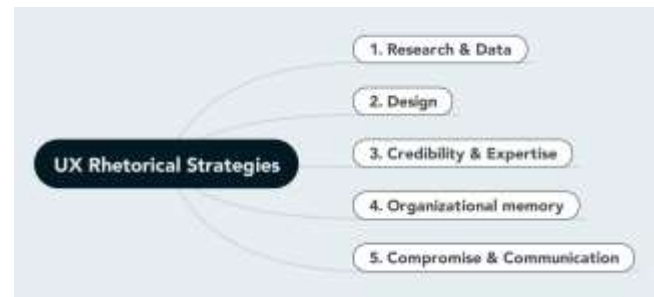 UX Rhetorical Strategies
1. Research & Data
2. Design
3. Credibility & Expertise
4. Organizational memory
5. Compromise & Communication